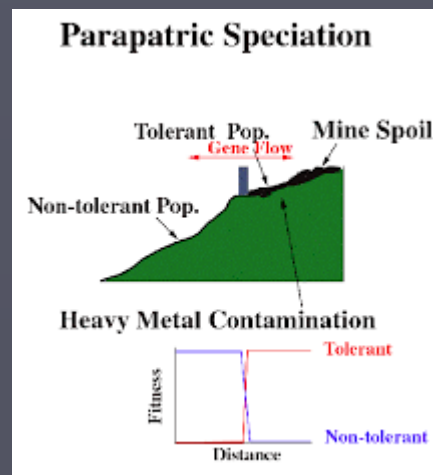 Parapatric Speciation
Tolerant Pop.
Mine Spoil
Gene Flow
Non-tolerant Pop.
Heavy Metal Contamination
Tolerant
Fitness
Non-tolerant
Distance